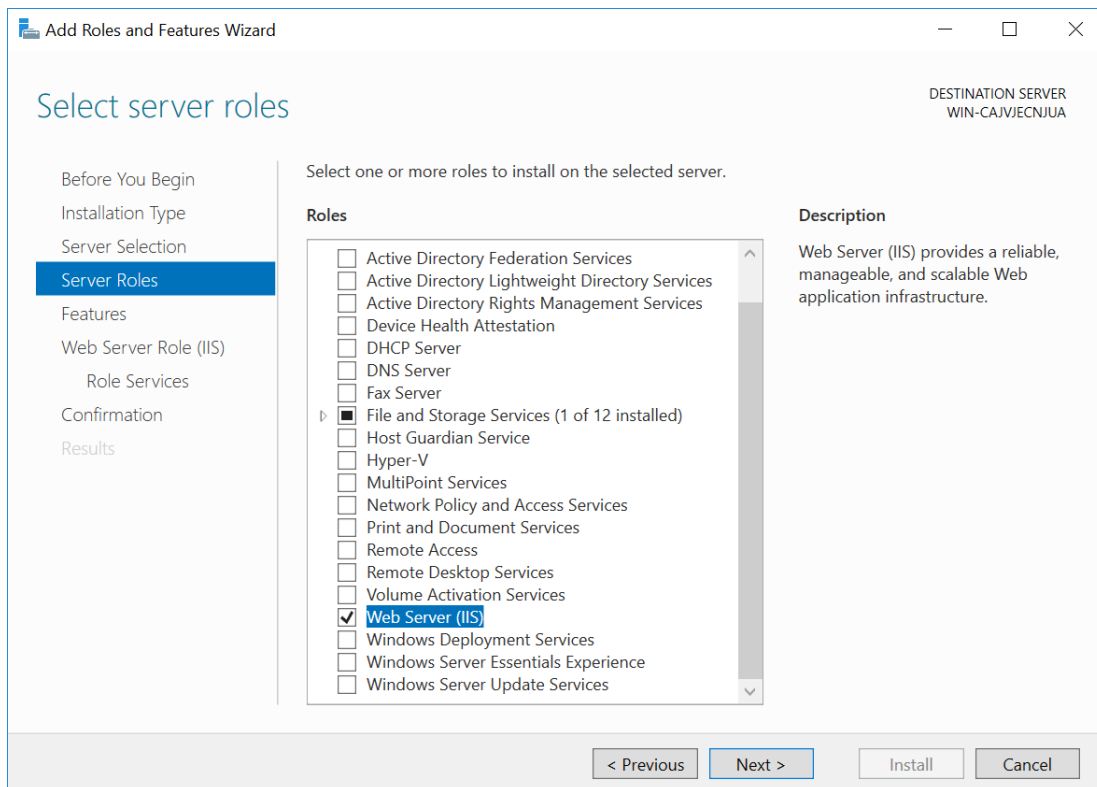 Add Roles and Features Wizard
Select server roles
DESTINATION SERVER
WIN-CAJVJECNJUA
Before You Begin
Installation Type
Server Selection
Server Roles
Features
Web Server Role (IIS)
Role Services
Confirmation
Results
Select one or more roles to install on the selected server.
Roles
Active Directory Federation Services
Active Directory Lightweight Directory Services
Active Directory Rights Management Services
Device Health Attestation
DHCP Server
DNS Server
Fax Server
File and Storage Services (1 of 12 installed)
Host Guardian Service
Hyper-V
MultiPoint Services
Network Policy and Access Services
Print and Document Services
Remote Access
Remote Desktop Services
Volume Activation Services
Web Server (IIS)
Windows Deployment Services
Windows Server Essentials Experience
Windows Server Update Services
Description
Web Server (IIS) provides a reliable,
manageable, and scalable Web
application infrastructure.
< Previous
Next >
Install
Cancel